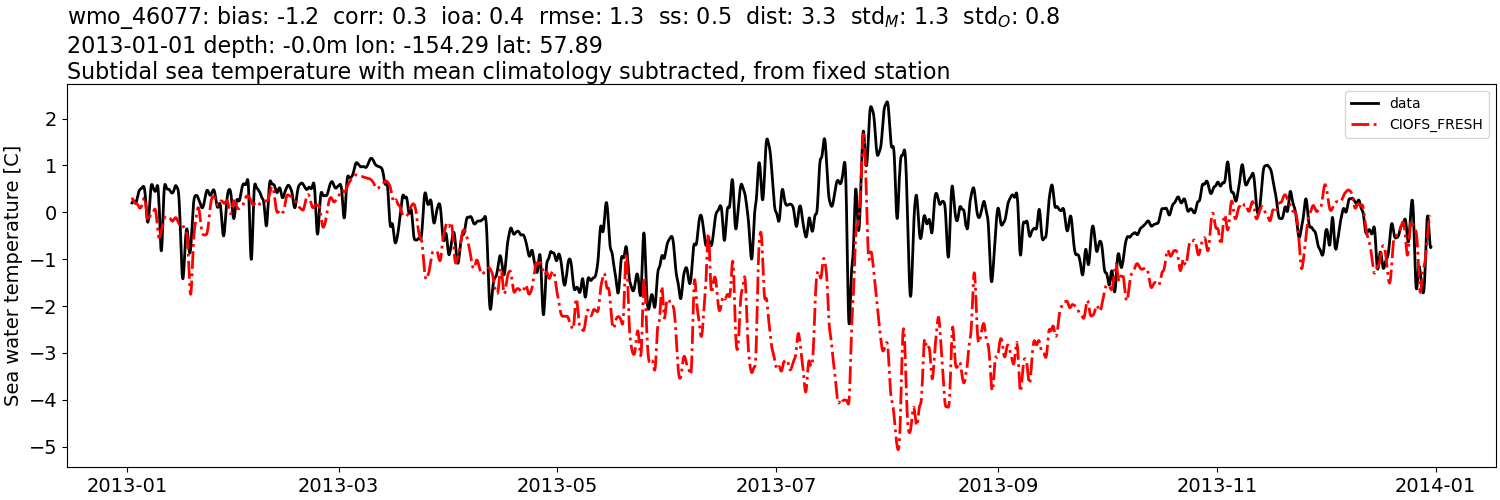 wmo_46077: bias: -1.2  corr: 0.3  ioa: 0.4  rmse: 1.3  ss: 0.5  dist: 3.3  std_M: 1.3  std_O: 0.8
2013-01-01 depth: -0.0m lon: -154.29 lat: 57.89
Subtidal sea temperature with mean climatology subtracted, from fixed station
data
CIOFS_FRESH
Sea water temperature [C]
2
1
0
−1
−2
−3
−4
−5
2013-01
2013-03
2013-05
2013-07
2013-09
2013-11
2014-01